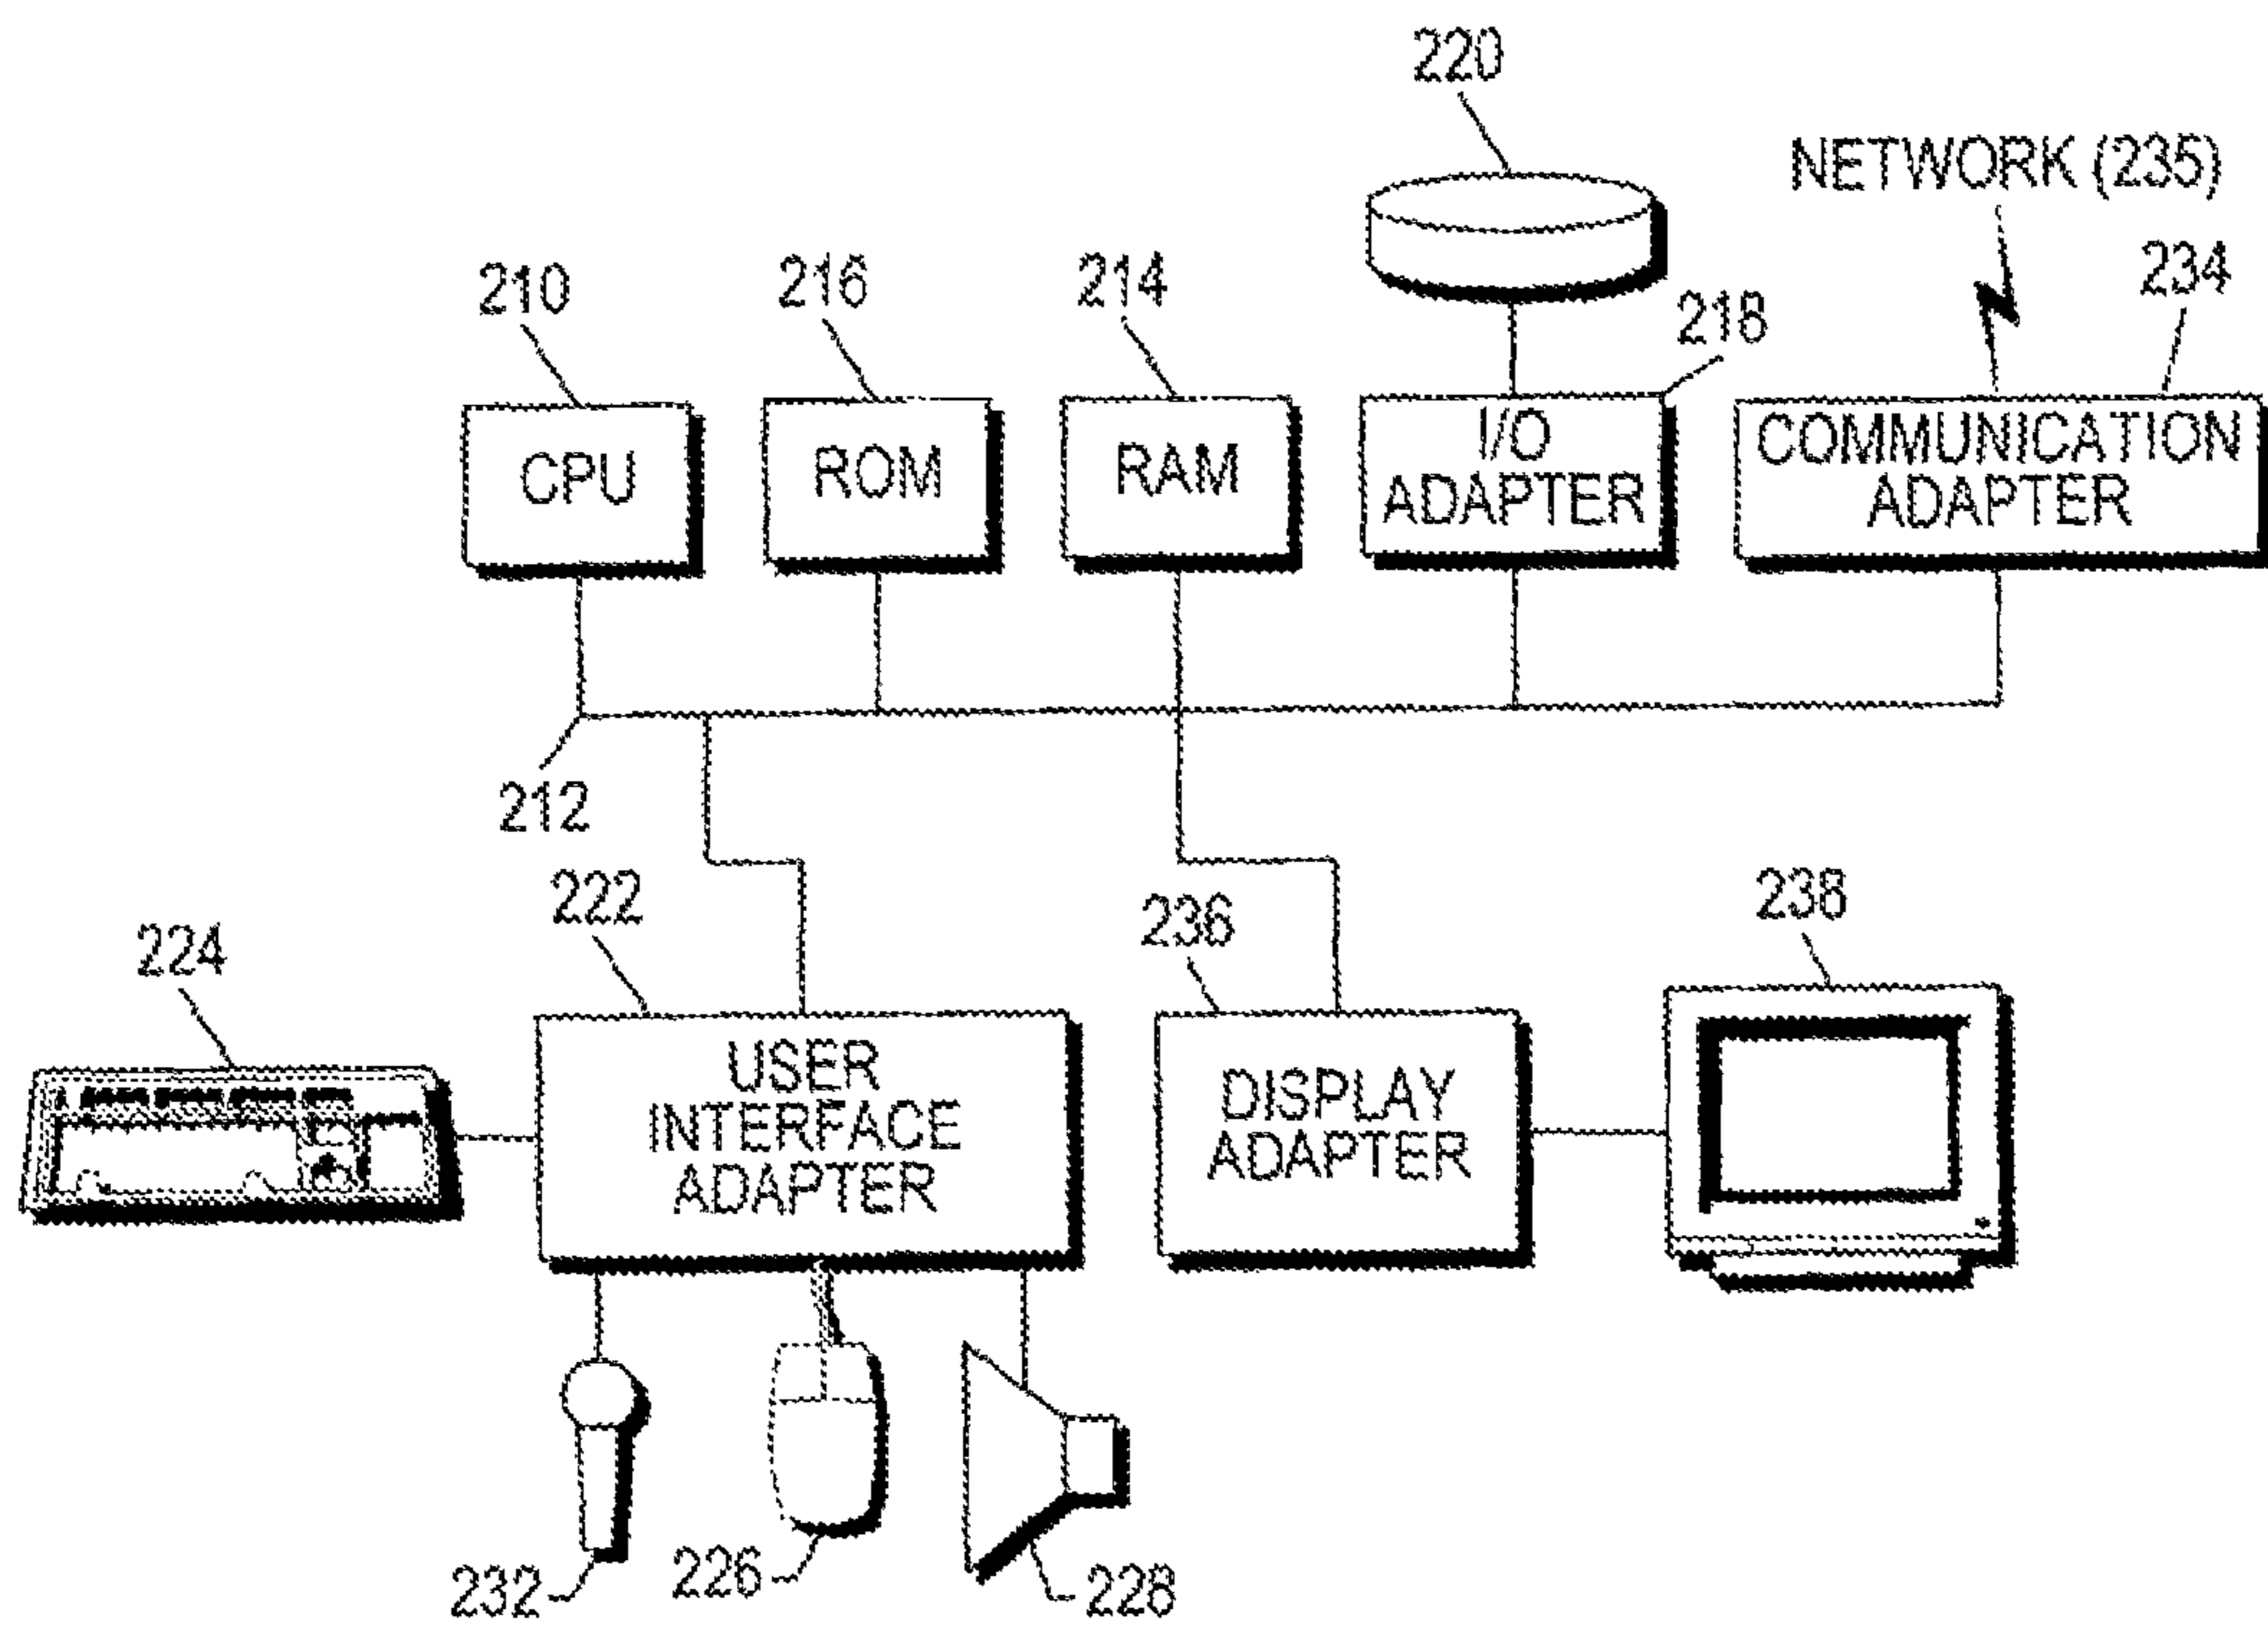 220
NETWORK (235)
210
216
214
218
234
CPU
ROM
RAM
I/O
ADAPTER
COMMUNICATION
ADAPTER
212
222
236
238
224
USER
INTERFACE
ADAPTER
DISPLAY
ADAPTER
232
226
228